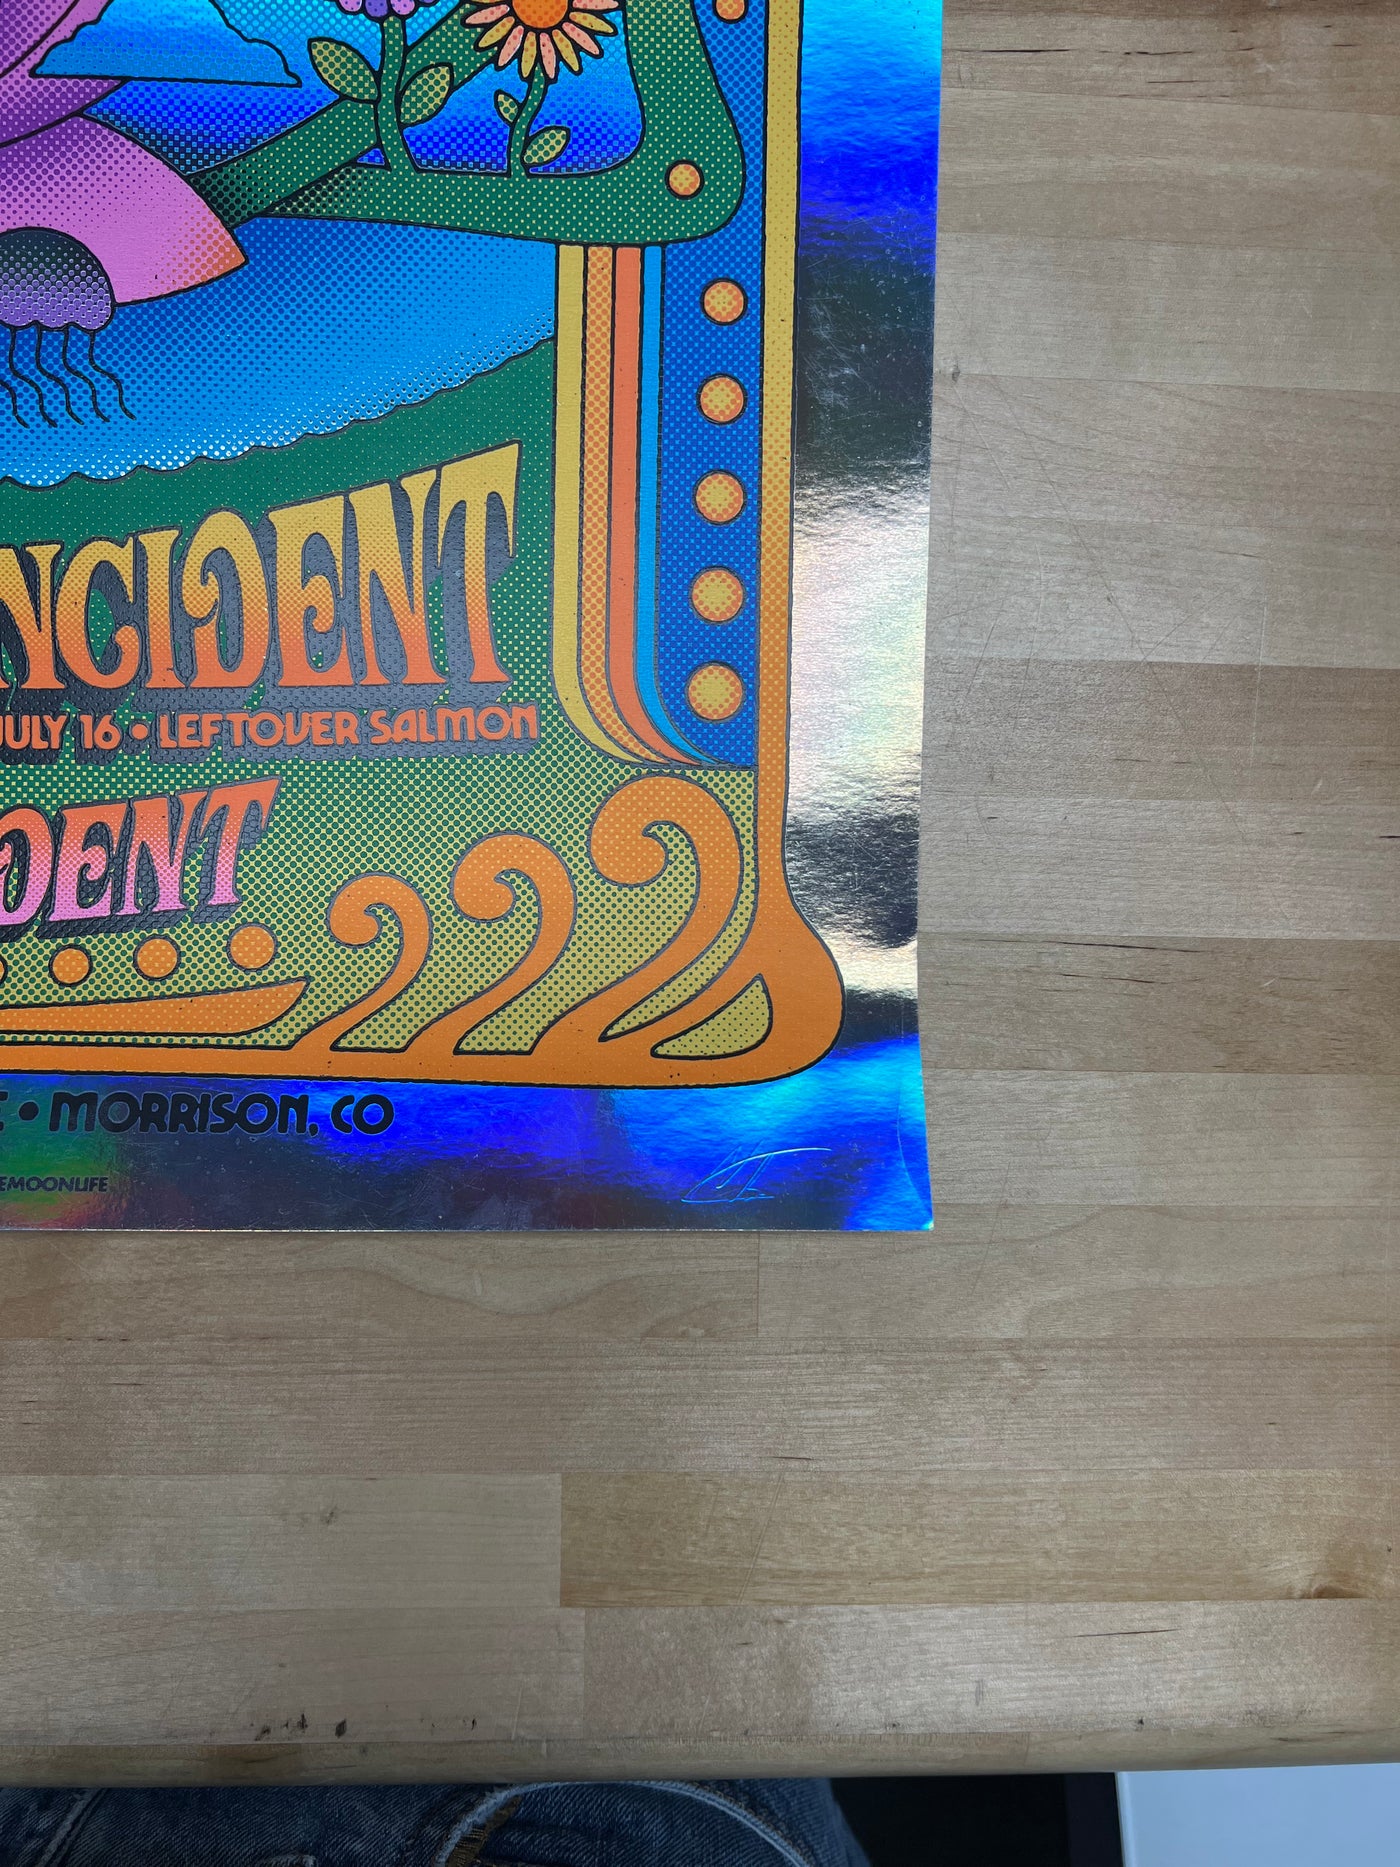 NCIDENT
JULY 16 • LEFTOVER SALMON
DENT
E • MORRISON, CO
EMOONLIFE